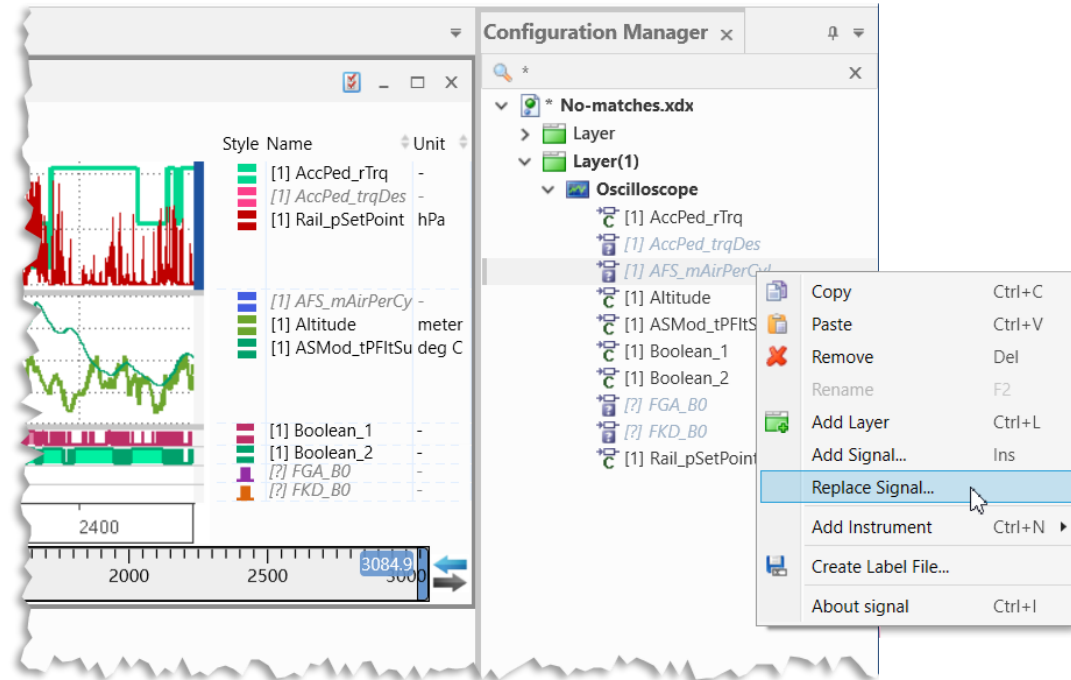 Configuration Manager
*
* No-matches.xdx
Layer
Layer(1)
Oscilloscope
[1] AccPed_rTrq
[1] AccPed_trqDes
[1] AFS_mAirPerCyl
[1] Altitude
[1] ASMod_tPFltS
[1] Boolean_1
[1] Boolean_2
[?] FGA_B0
[?] FKD_B0
[1] Rail_pSetPoint
Style Name Unit
[1] AccPed_rTrq -
[1] AccPed_trqDes -
[1] Rail_pSetPoint hPa
[1] AFS_mAirPerCy -
[1] Altitude meter
[1] ASMod_tPFltSu deg C
[1] Boolean_1 -
[1] Boolean_2 -
[?] FGA_B0 -
[?] FKD_B0 -
2400
2000 2500 3084.9 3000
Copy Ctrl+C
Paste Ctrl+V
Remove Del
Rename F2
Add Layer Ctrl+L
Add Signal... Ins
Replace Signal...
Add Instrument Ctrl+N
Create Label File...
About signal Ctrl+I